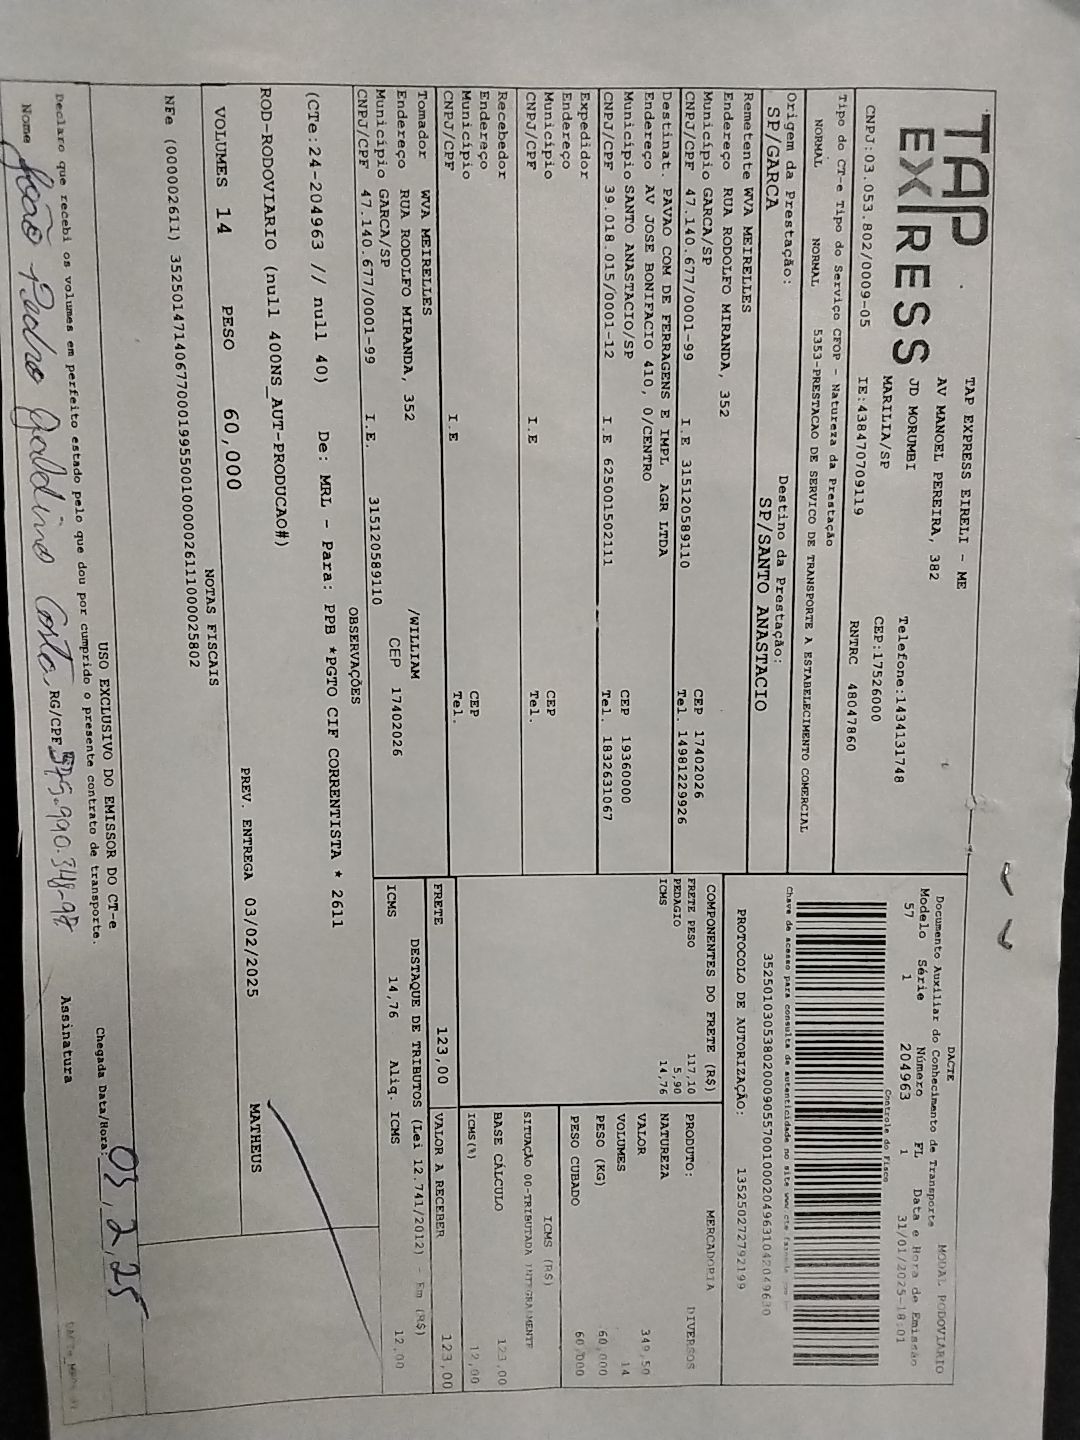 TAP
EXPRESS
TAP EXPRESS EIRELI - ME
AV MANOEL PEREIRA, 382
JD MORUMBI
MARILIA/SP
Telefone:1434131748
CEP:17526000
CNPJ:03.053.802/0009-05
IE:438470709119
RNTRC 48047860
DACTE
Documento Auxiliar do Conhecimento de Transporte
MODAL RODOVIARIO
Modelo Série Número FL Data e Hora de Emissão
57 1 204963 1 31/01/2025-18:01
Controle do Fisco
Tipo do CT-e Tipo do Serviço CFOP - Natureza da Prestação
NORMAL NORMAL 5353-PRESTACAO DE SERVICO DE TRANSPORTE A ESTABELECIMENTO COMERCIAL
Chave de acesso para consulta de autenticidade no site
Origem da Prestação:
SP/GARCA
Destino da Prestação:
SP/SANTO ANASTACIO
PROTOCOLO DE AUTORIZAÇÃO: 135250272792199
Remetente WVA MEIRELLES
Endereço RUA RODOLFO MIRANDA, 352
Município GARCA/SP
CEP 17402026
CNPJ/CPF 47.140.677/0001-99 I.E 315120589110 Tel. 14981229926
Destinat. PAVAO COM DE FERRAGENS E IMPL AGR LTDA
Endereço AV JOSE BONIFACIO 410, 0/CENTRO
Município SANTO ANASTACIO/SP
CEP 19360000
CNPJ/CPF 39.018.015/0001-12 I.E 625001502111 Tel. 1832631067
Expedidor
Endereço
Município
CEP
CNPJ/CPF I.E Tel.
Recebedor
Endereço
Município
CEP
CNPJ/CPF I.E Tel.
Tomador WVA MEIRELLES /WILLIAM
Endereço RUA RODOLFO MIRANDA, 352
Município GARCA/SP CEP 17402026
CNPJ/CPF 47.140.677/0001-99 I.E. 315120589110
COMPONENTES DO FRETE (R$)
FRETE PESO 117,10
PEDAGIO 5,90
ICMS 14,76
PRODUTO: MERCADORIA
NATUREZA DIVERSOS
VALOR 349,50
VOLUMES 14
PESO (KG) 60,000
PESO CUBADO 60,000
ICMS (R$)
SITUAÇÃO 00-TRIBUTADA INTEGRALMENTE
BASE CÁLCULO 123,00
ICMS(%) 12,00
FRETE 123,00 VALOR A RECEBER 123,00
DESTAQUE DE TRIBUTOS (Lei 12.741/2012) - Em (R$)
ICMS 14,76 Aliq. ICMS 12,00
OBSERVAÇÕES
(CTe:24-204963 // null 40) De: MRL - Para: PPB *PGTO CIF CORRENTISTA * 2611
ROD-RODOVIARIO (null 400NS_AUT-PRODUCAO#)
MATHEUS
VOLUMES 14 PESO 60,000 PREV. ENTREGA 03/02/2025
NOTAS FISCAIS
USO EXCLUSIVO DO EMISSOR DO CT-e
Declaro que recebi os volumes em perfeito estado pelo que dou por cumprido o presente contrato de transporte.
Chegada Data/Hora: 03,2,25
Nome João Pedro Galdino Costa RG/CPF 575.990.348-98 Assinatura